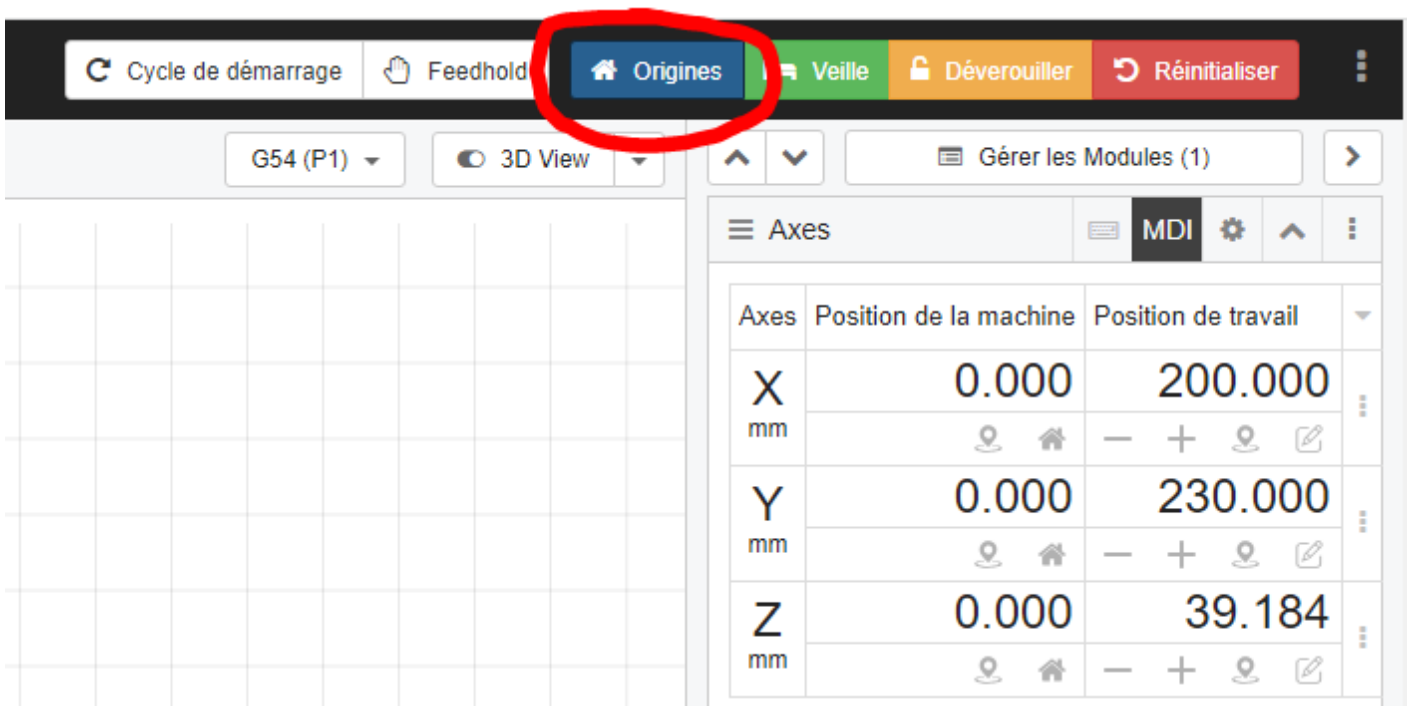 Cycle de démarrage Feedhold Origines Veille Déverouiller Réinitialiser
G54 (P1) 3D View Gérer les Modules (1)
Axes MDI
Axes Position de la machine Position de travail
X 0.000 200.000
mm
Y 0.000 230.000
mm
Z 0.000 39.184
mm